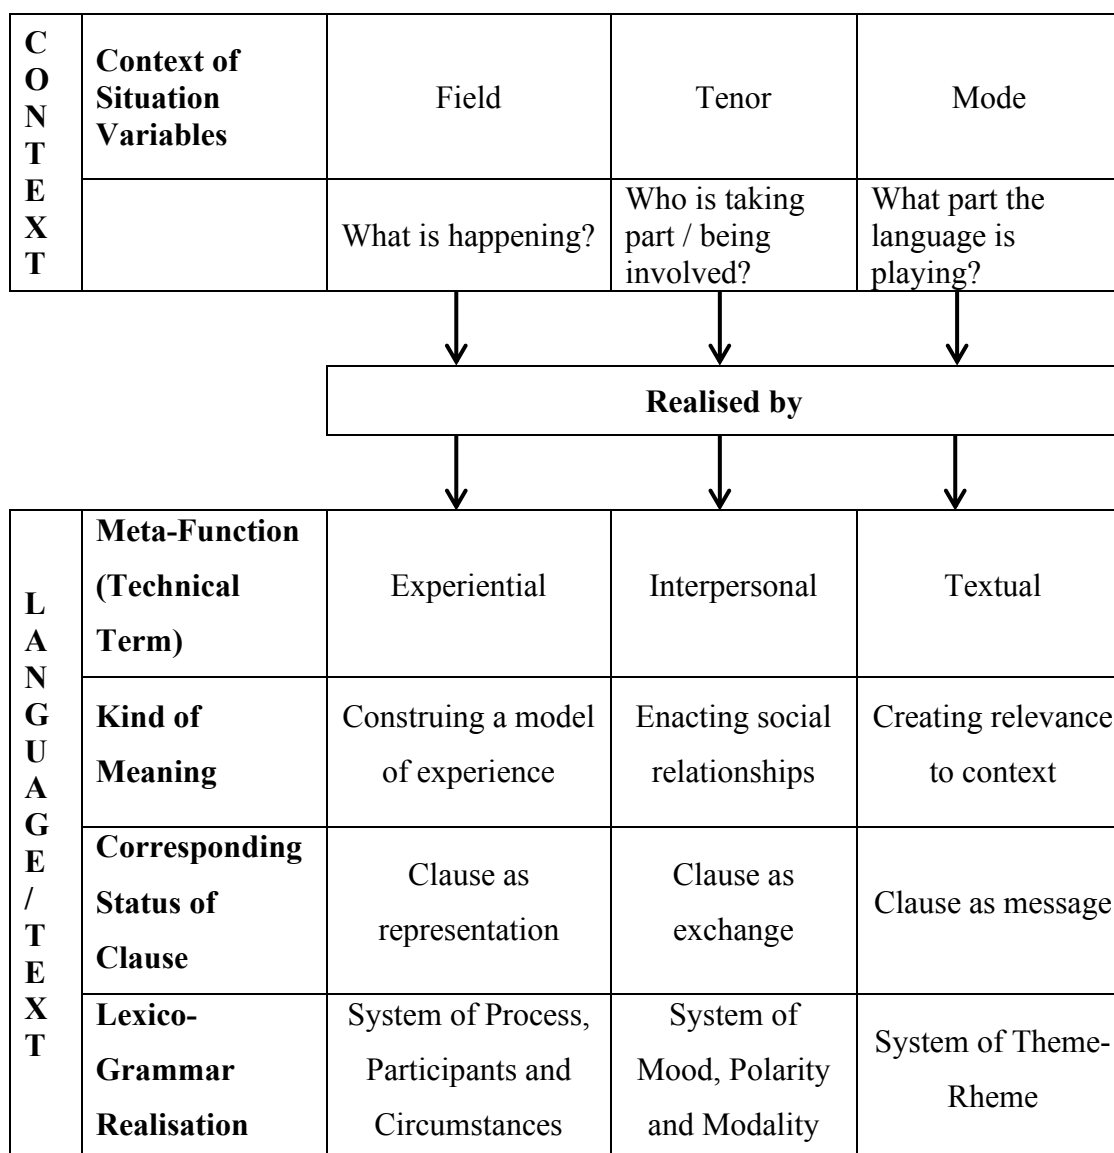 CONTEXT
Context of
Situation
Variables
Field
Tenor
Mode
What is happening?
Who is taking
part / being
involved?
What part the
language is
playing?
Realised by
LANGUAGE/TEXT
Meta-Function
(Technical
Term)
Experiential
Interpersonal
Textual
Kind of
Meaning
Construing a model
of experience
Enacting social
relationships
Creating relevance
to context
Corresponding
Status of
Clause
Clause as
representation
Clause as
exchange
Clause as message
Lexico-
Grammar
Realisation
System of Process,
Participants and
Circumstances
System of
Mood, Polarity
and Modality
System of Theme-
Rheme